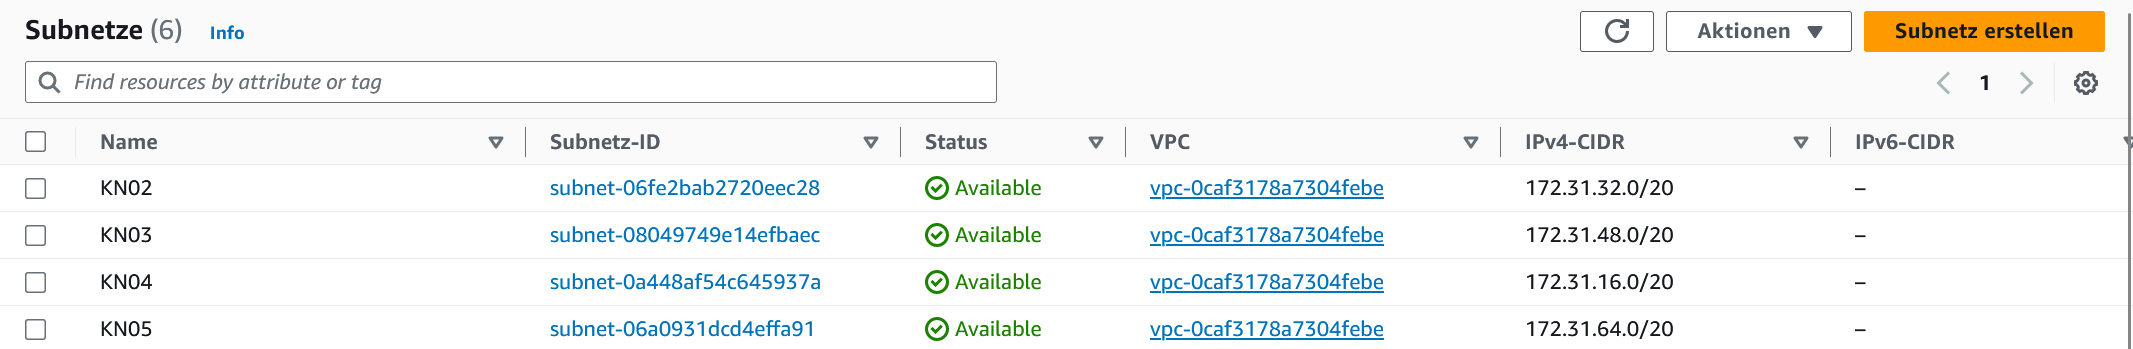 Subnetze (6) Info
Aktionen Subnetz erstellen
Find resources by attribute or tag
1
Name Subnetz-ID Status VPC IPv4-CIDR IPv6-CIDR
KN02 subnet-06fe2bab2720eec28 Available vpc-0caf3178a7304febe 172.31.32.0/20 –
KN03 subnet-08049749e14efbaec Available vpc-0caf3178a7304febe 172.31.48.0/20 –
KN04 subnet-0a448af54c645937a Available vpc-0caf3178a7304febe 172.31.16.0/20 –
KN05 subnet-06a0931dcd4effa91 Available vpc-0caf3178a7304febe 172.31.64.0/20 –